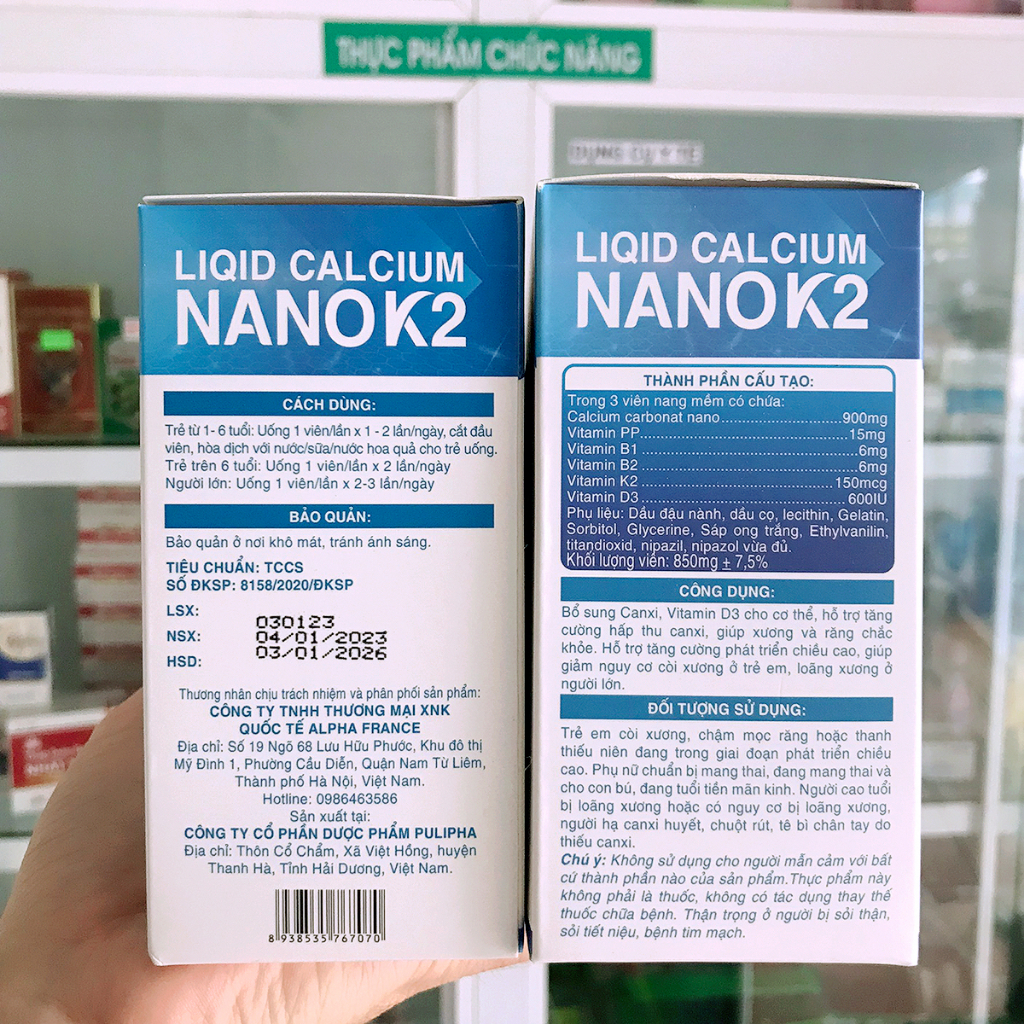 THỰC PHẨM CHỨC NĂNG
DỤNG CỤ Y TẾ
LIQID CALCIUM
NANO K2
CÁCH DÙNG:
Trẻ từ 1- 6 tuổi: Uống 1 viên/lần x 1 - 2 lần/ngày, cắt đầu
viên, hòa dịch với nước/sữa/nước hoa quả cho trẻ uống.
Trẻ trên 6 tuổi: Uống 1 viên/lần x 2 lần/ngày
Người lớn: Uống 1 viên/lần x 2-3 lần/ngày
BẢO QUẢN:
Bảo quản ở nơi khô mát, tránh ánh sáng.
TIÊU CHUẨN: TCCS
SỐ ĐKSP: 8158/2020/ĐKSP
LSX: 030123
NSX: 04/01/2023
HSD: 03/01/2026
Thương nhân chịu trách nhiệm và phân phối sản phẩm:
CÔNG TY TNHH THƯƠNG MẠI XNK
QUỐC TẾ ALPHA FRANCE
Địa chỉ: Số 19 Ngõ 68 Lưu Hữu Phước, Khu đô thị
Mỹ Đình 1, Phường Cầu Diễn, Quận Nam Từ Liêm,
Thành phố Hà Nội, Việt Nam.
Hotline: 0986463586
Sản xuất tại:
CÔNG TY CỔ PHẦN DƯỢC PHẨM PULIPHA
Địa chỉ: Thôn Cổ Chẩm, Xã Việt Hồng, huyện
Thanh Hà, Tỉnh Hải Dương, Việt Nam.
8 938535 767070
LIQID CALCIUM
NANO K2
THÀNH PHẦN CẤU TẠO:
Trong 3 viên nang mềm có chứa:
Calcium carbonat nano...............900mg
Vitamin PP...............15mg
Vitamin B1...............6mg
Vitamin B2...............6mg
Vitamin K2...............150mcg
Vitamin D3...............600IU
Phụ liệu: Dầu đậu nành, dầu cọ, lecithin, Gelatin,
Sorbitol, Glycerine, Sáp ong trắng, Ethylvanilin,
titandioxid, nipazil, nipazol vừa đủ.
Khối lượng viên: 850mg ± 7,5%
CÔNG DỤNG:
Bổ sung Canxi, Vitamin D3 cho cơ thể, hỗ trợ tăng
cường hấp thu canxi, giúp xương và răng chắc
khỏe. Hỗ trợ tăng cường phát triển chiều cao, giúp
giảm nguy cơ còi xương ở trẻ em, loãng xương ở
người lớn.
ĐỐI TƯỢNG SỬ DỤNG:
Trẻ em còi xương, chậm mọc răng hoặc thanh
thiếu niên đang trong giai đoạn phát triển chiều
cao. Phụ nữ chuẩn bị mang thai, đang mang thai và
cho con bú, đang tuổi tiền mãn kinh. Người cao tuổi
bị loãng xương hoặc có nguy cơ bị loãng xương,
người hạ canxi huyết, chuột rút, tê bì chân tay do
thiếu canxi.
Chú ý: Không sử dụng cho người mẫn cảm với bất
cứ thành phần nào của sản phẩm.Thực phẩm này
không phải là thuốc, không có tác dụng thay thế
thuốc chữa bệnh. Thận trọng ở người bị sỏi thận,
sỏi tiết niệu, bệnh tim mạch.